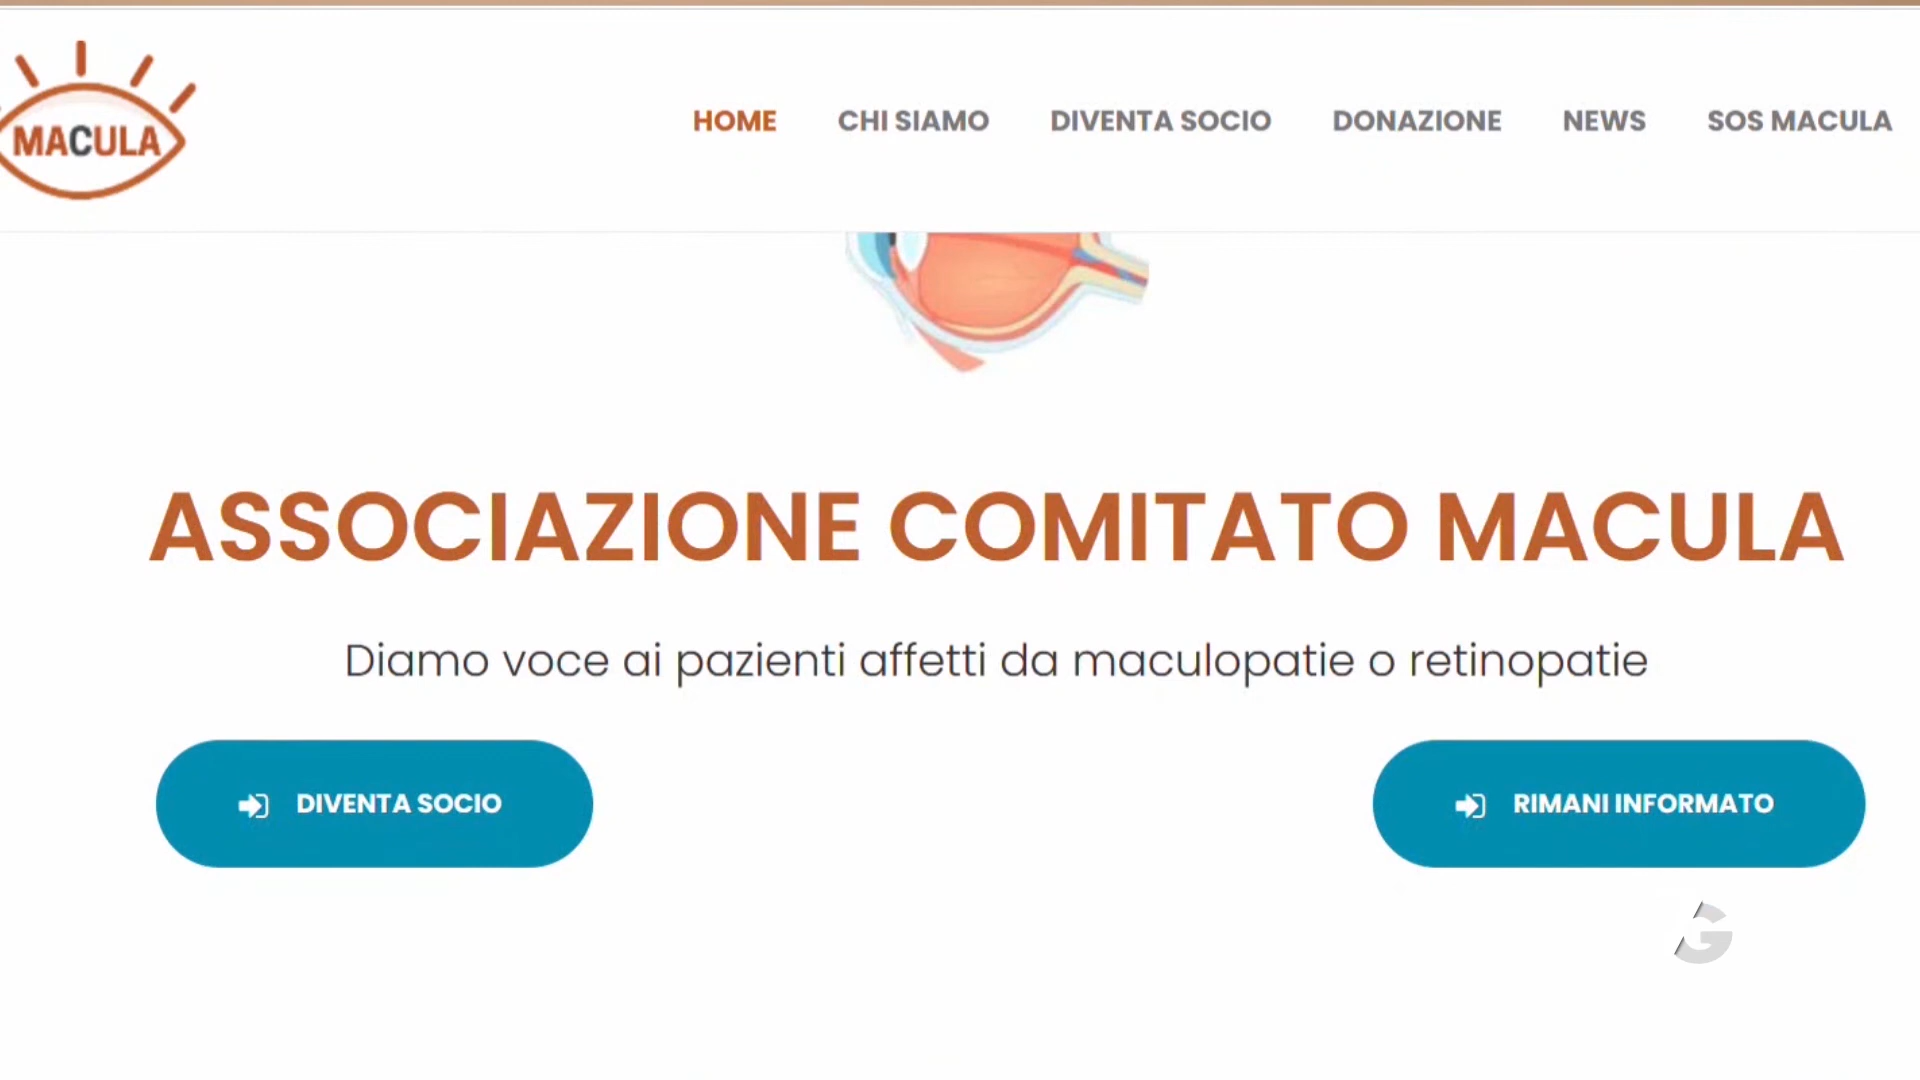 MACULA
HOME CHI SIAMO DIVENTA SOCIO DONAZIONE NEWS SOS MACULA
ASSOCIAZIONE COMITATO MACULA
Diamo voce ai pazienti affetti da maculopatie o retinopatie
DIVENTA SOCIO
RIMANI INFORMATO
G